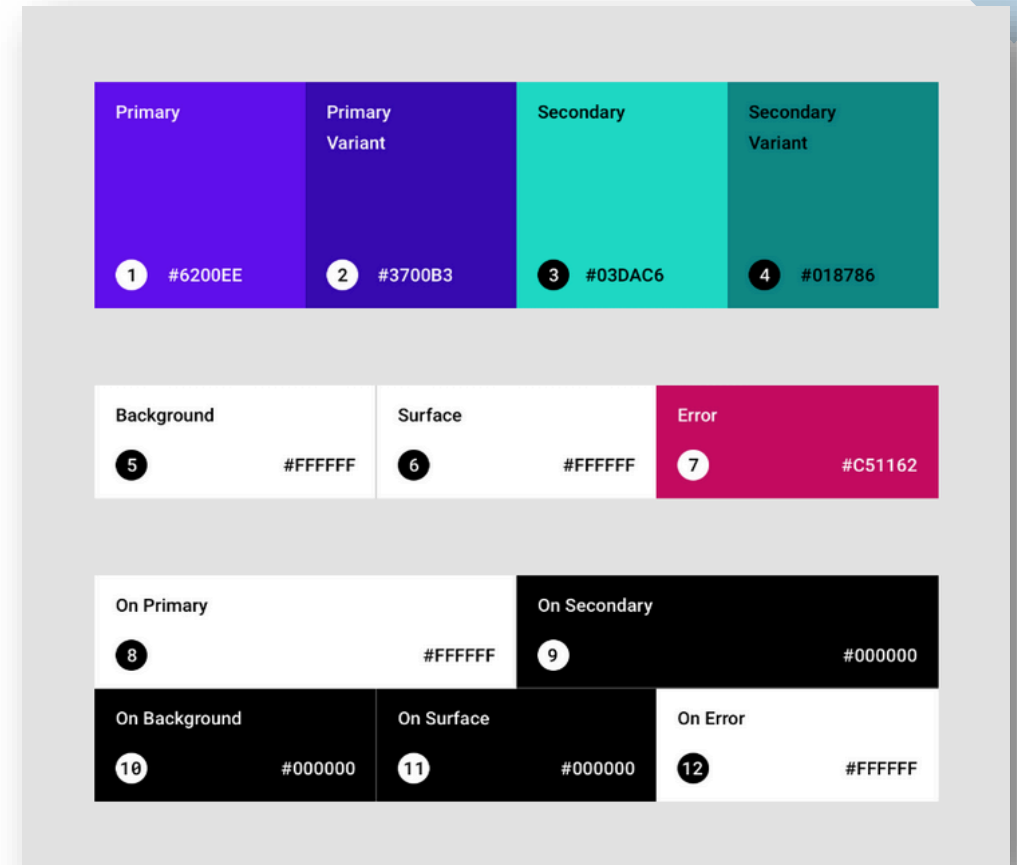 Primary
1 #6200EE
Primary
Variant
2 #3700B3
Secondary
3 #03DAC6
Secondary
Variant
4 #018786
Background
5 #FFFFFF
Surface
6 #FFFFFF
Error
7 #C51162
On Primary
8 #FFFFFF
On Secondary
9 #000000
On Background
10 #000000
On Surface
11 #000000
On Error
12 #FFFFFF